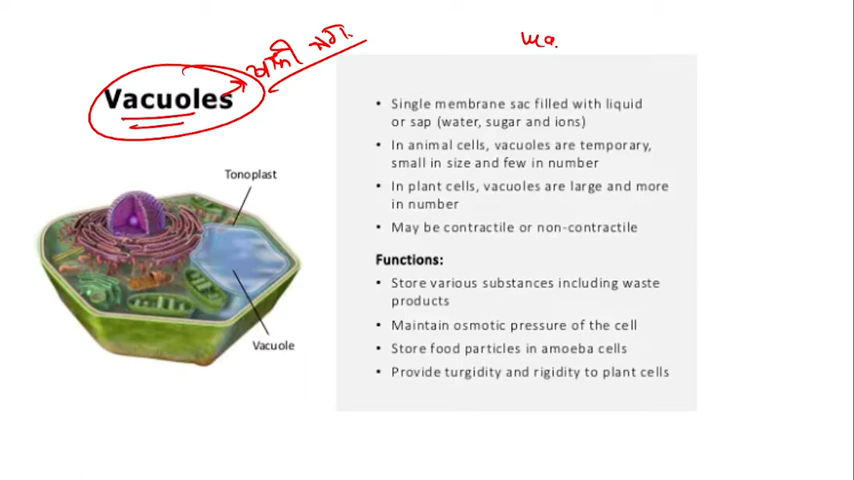 Vacuoles
Tonoplast
Vacuole
• Single membrane sac filled with liquid
or sap (water, sugar and ions)
• In animal cells, vacuoles are temporary,
small in size and few in number
• In plant cells, vacuoles are large and more
in number
• May be contractile or non-contractile
Functions:
• Store various substances including waste
products
• Maintain osmotic pressure of the cell
• Store food particles in amoeba cells
• Provide turgidity and rigidity to plant cells